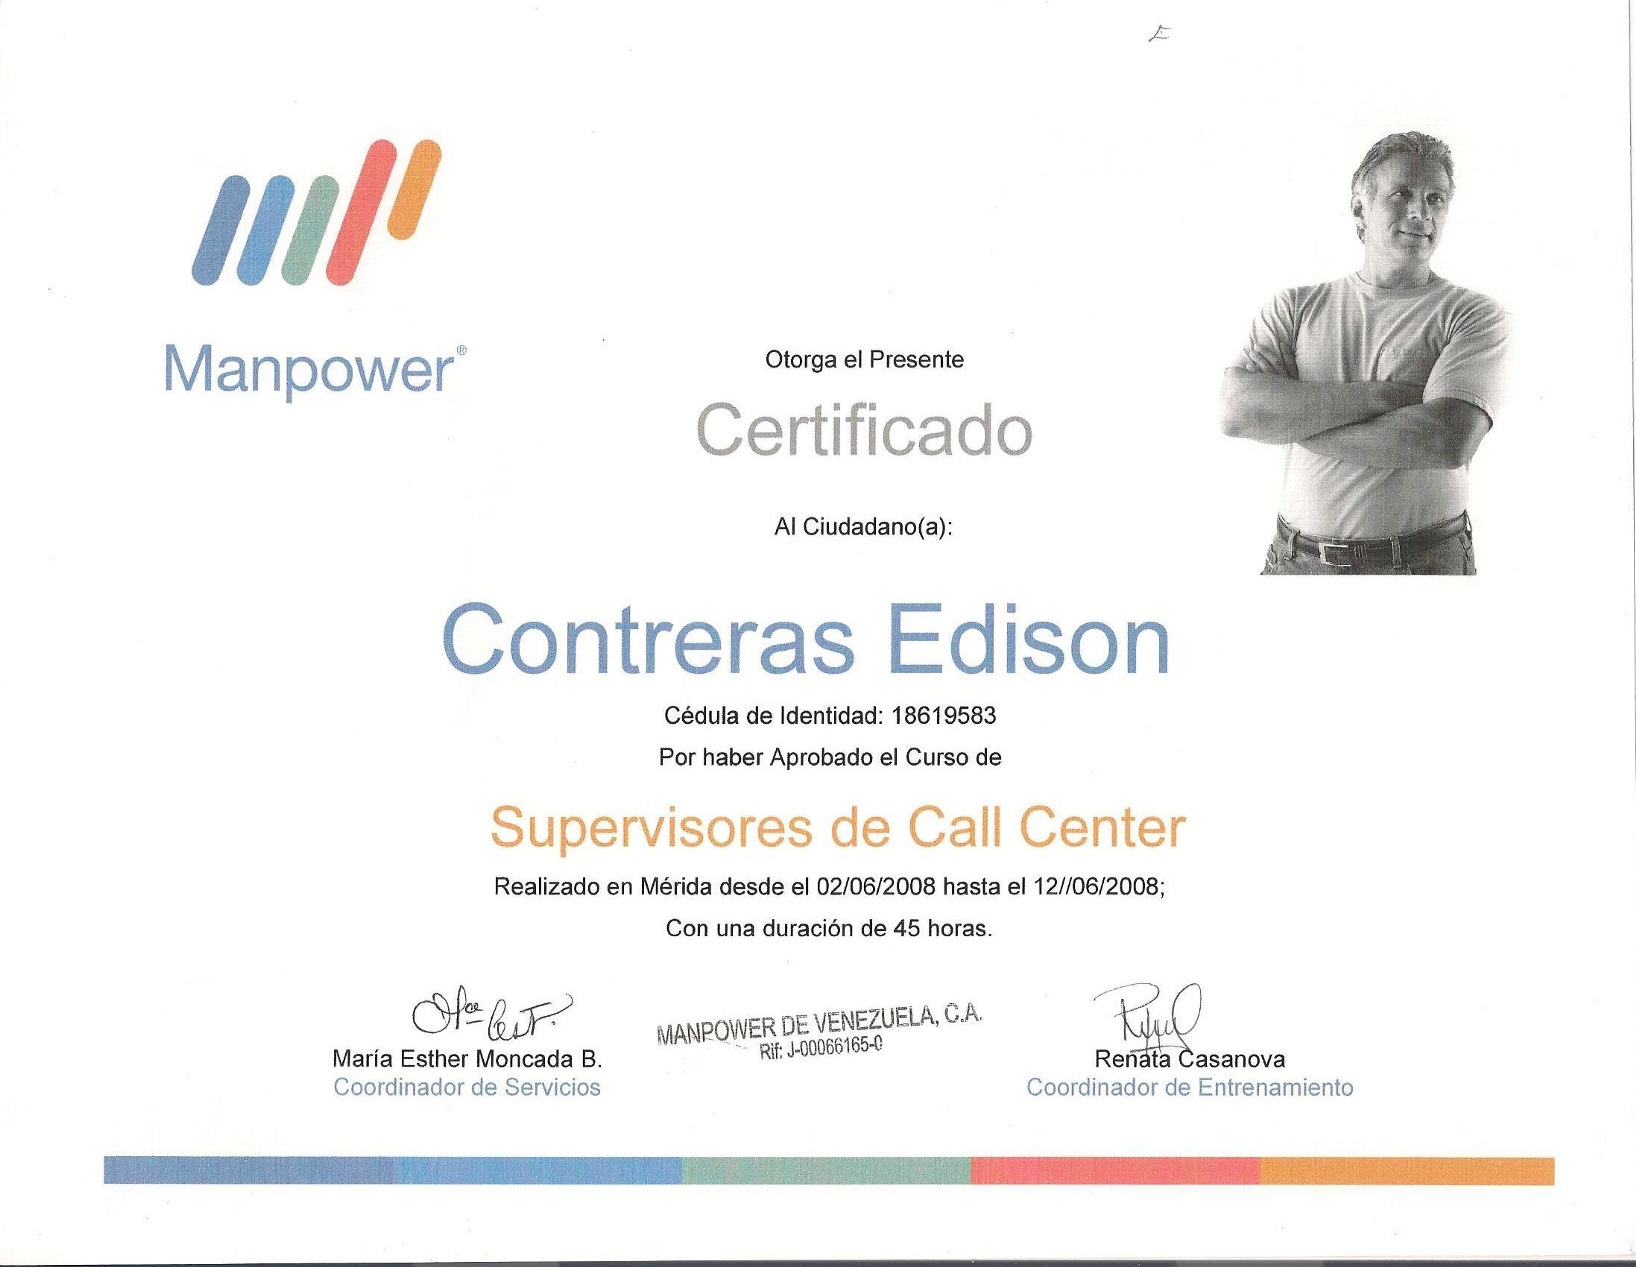 E
Manpower®
Otorga el Presente
Certificado
Al Ciudadano(a):
Contreras Edison
Cédula de Identidad: 18619583
Por haber Aprobado el Curso de
Supervisores de Call Center
Realizado en Mérida desde el 02/06/2008 hasta el 12//06/2008;
Con una duración de 45 horas.
María Esther Moncada B.
Coordinador de Servicios
MANPOWER DE VENEZUELA, C.A.
Rif: J-00066165-0
Renata Casanova
Coordinador de Entrenamiento